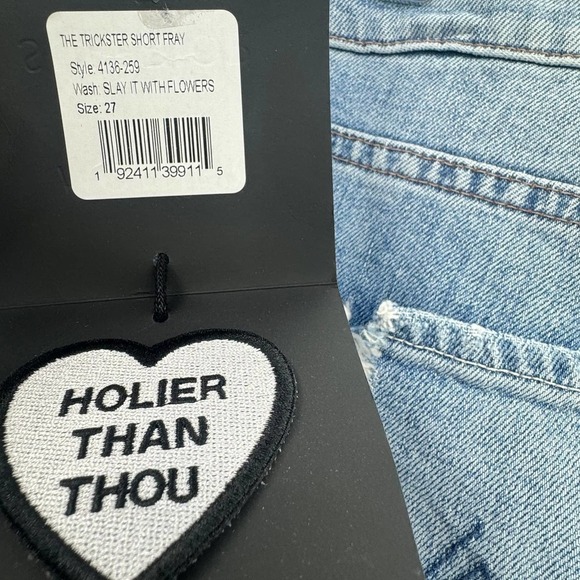 THE TRICKSTER SHORT FRAY
Style: 4136-259
Wash: SLAY IT WITH FLOWERS
Size: 27
1 92411 39911 5
HOLIER
THAN
THOU